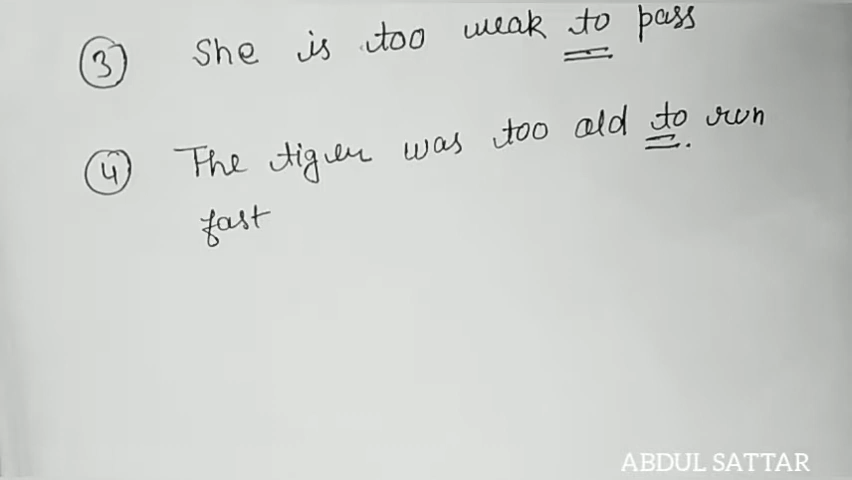 3 She is too weak to pass
4 The tiger was too old to run
fast
ABDUL SATTAR